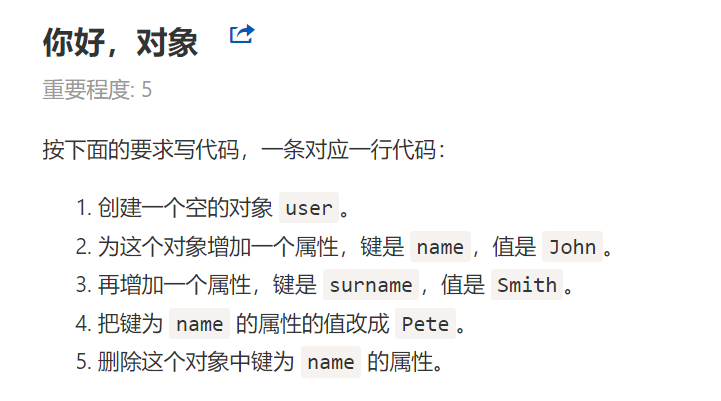 你好，对象
重要程度: 5
按下面的要求写代码，一条对应一行代码：
1. 创建一个空的对象 user。
2. 为这个对象增加一个属性，键是 name，值是 John。
3. 再增加一个属性，键是 surname，值是 Smith。
4. 把键为 name 的属性的值改成 Pete。
5. 删除这个对象中键为 name 的属性。